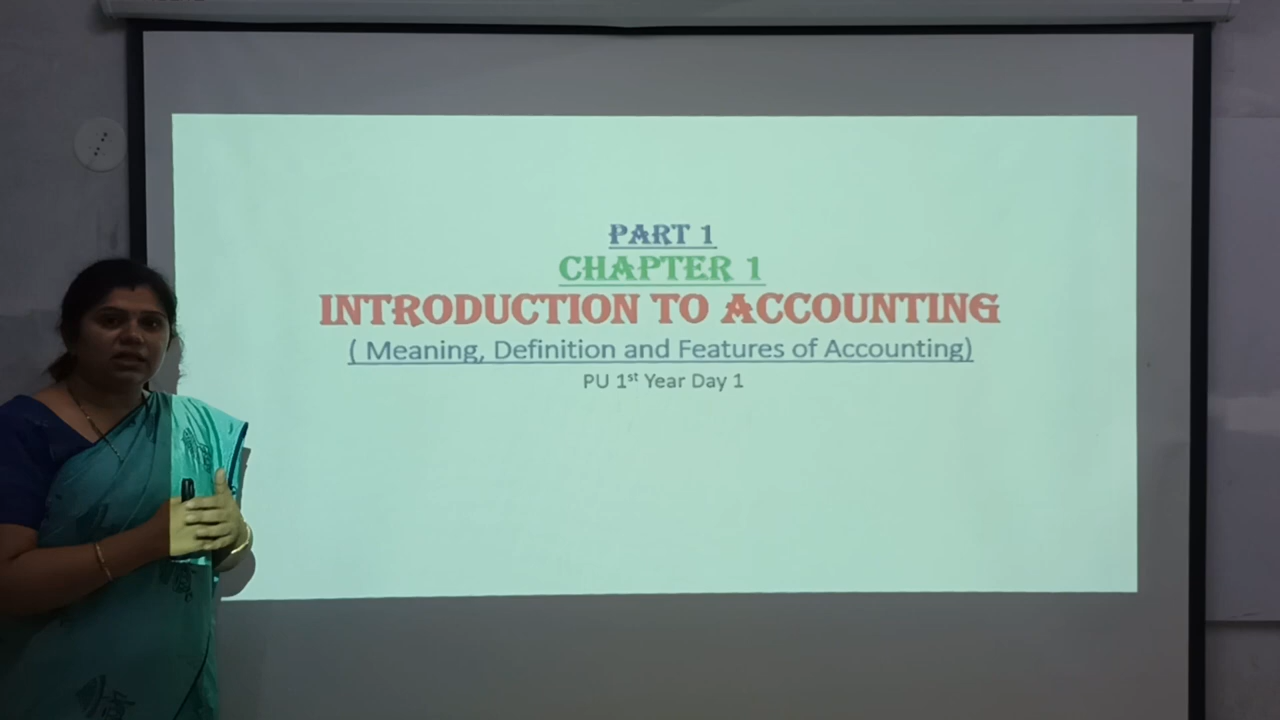 PART 1
CHAPTER 1
INTRODUCTION TO ACCOUNTING
( Meaning, Definition and Features of Accounting)
PU 1st Year Day 1